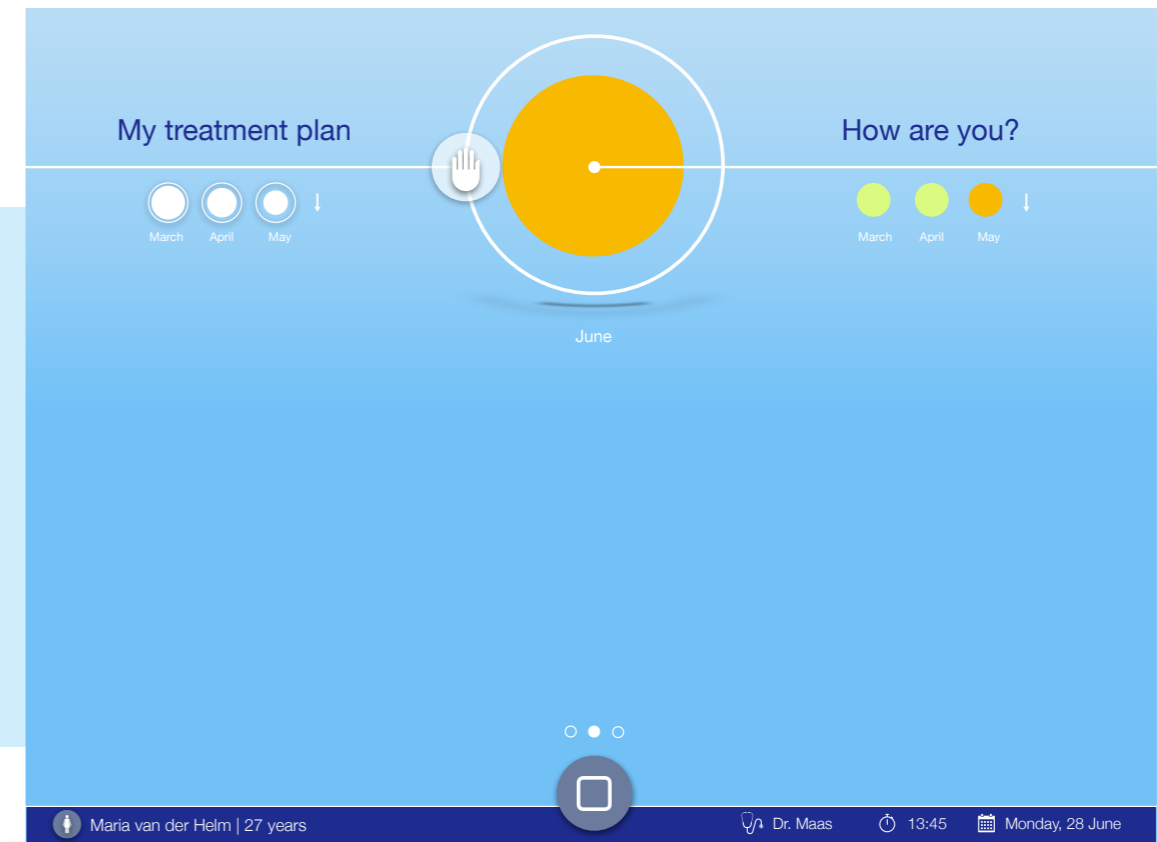 My treatment plan
How are you?
March April May
March April May
June
Maria van der Helm | 27 years
Dr. Maas
13:45
Monday, 28 June